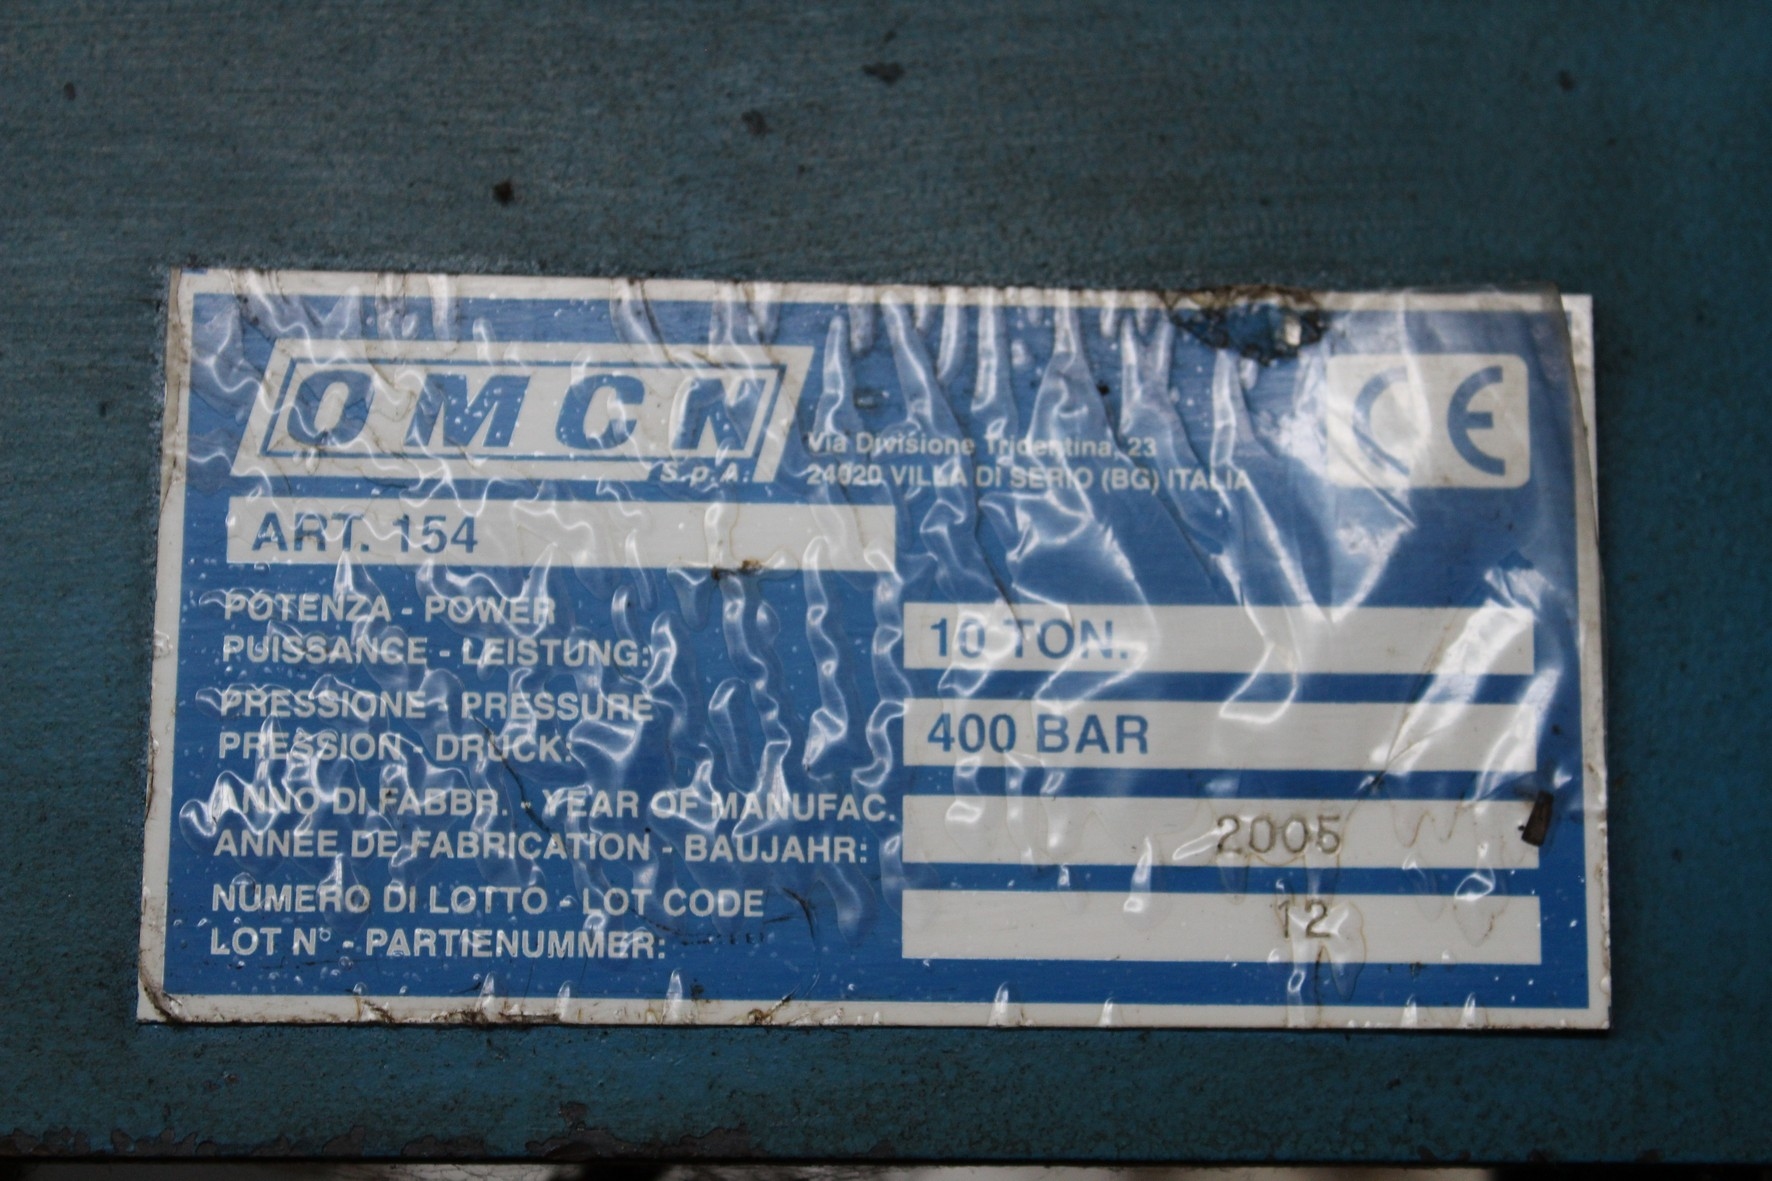 OMCN
S.p.A.
Via Divisione Tridentina, 23
24020 VILLA DI SERIO (BG) ITALIA
CE
ART. 154
POTENZA - POWER
PUISSANCE - LEISTUNG:
10 TON.
PRESSIONE - PRESSURE
PRESSION - DRUCK:
400 BAR
ANNO DI FABBR. - YEAR OF MANUFAC.
ANNÉE DE FABRICATION - BAUJAHR:
2005
NUMERO DI LOTTO - LOT CODE
LOT N° - PARTIENUMMER:
12